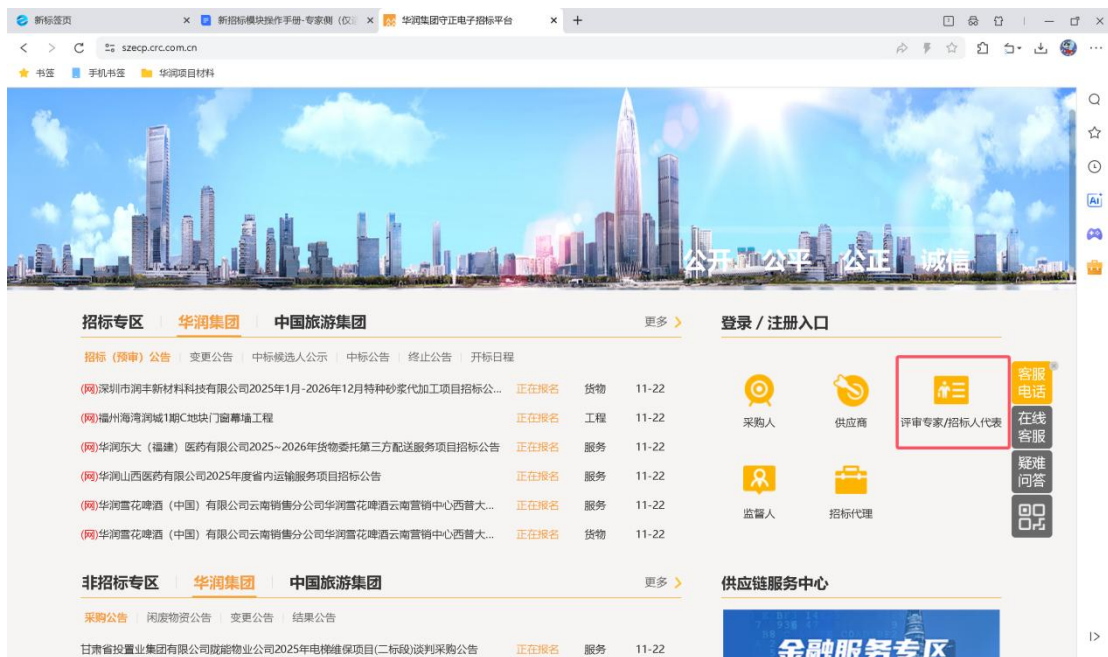 新标签页 新招标模块操作手册-专家侧（仅 华润集团守正电子招标平台
szecp.crc.com.cn
书签 手机书签 华润项目材料
AI
公开 公平 公正 诚信
招标专区 华润集团 中国旅游集团 更多
登录 / 注册入口
招标（预审）公告 变更公告 中标候选人公示 中标公告 终止公告 开标日程
(网)深圳市润丰新材料科技有限公司2025年1月-2026年12月特种砂浆代加工项目招标公... 正在报名 货物 11-22
(网)福州海湾润城1期C地块门窗幕墙工程 正在报名 工程 11-22
(网)华润东大（福建）医药有限公司2025~2026年货物委托第三方配送服务项目招标公告 正在报名 服务 11-22
(网)华润山西医药有限公司2025年度省内运输服务项目招标公告 正在报名 服务 11-22
(网)华润雪花啤酒（中国）有限公司云南销售分公司华润雪花啤酒云南营销中心西普大... 正在报名 服务 11-22
(网)华润雪花啤酒（中国）有限公司云南销售分公司华润雪花啤酒云南营销中心西普大... 正在报名 货物 11-22
采购人 供应商 评审专家/招标人代表
监督人 招标代理
客服
电话
在线
客服
疑难
问答
非招标专区 华润集团 中国旅游集团 更多
供应链服务中心
采购公告 闲废物资公告 变更公告 结果公告
甘肃省投置业集团有限公司陇能物业公司2025年电梯维保项目(二标段)谈判采购公告 正在报名 服务 11-22
金融服务专区